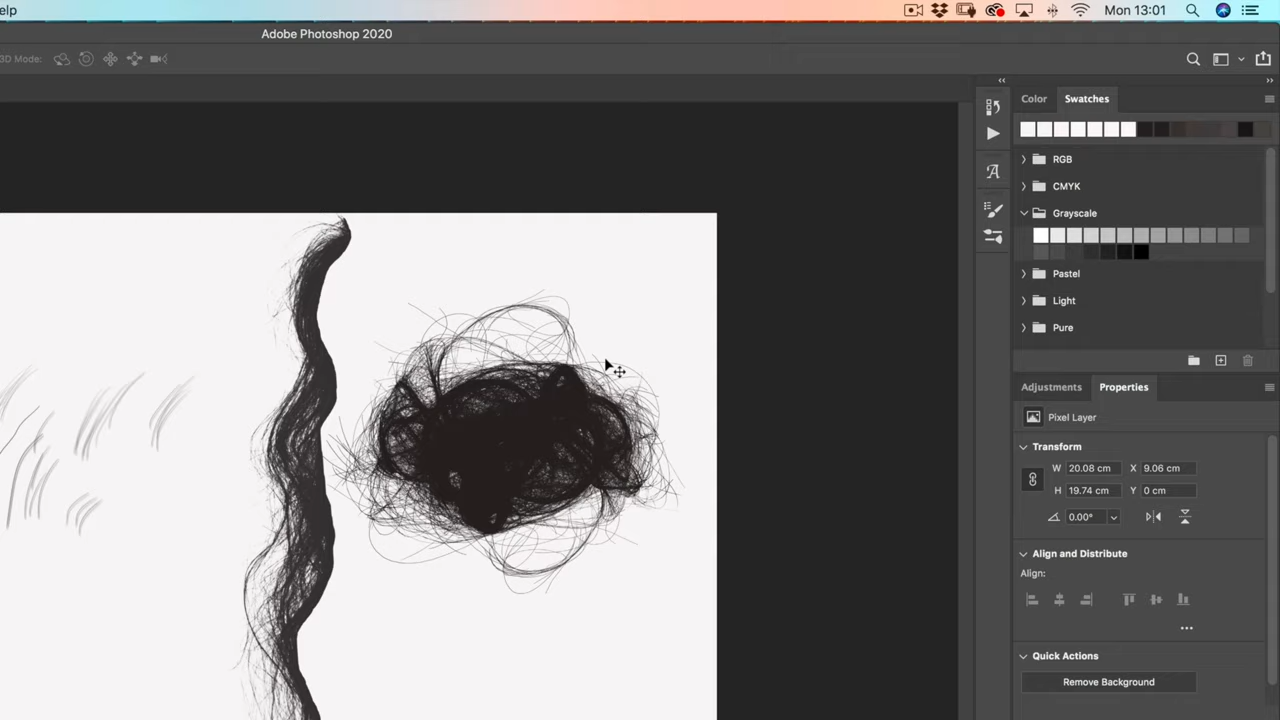 elp
Mon 13:01
Adobe Photoshop 2020
3D Mode:
Color
Swatches
RGB
CMYK
Grayscale
Pastel
Light
Pure
Adjustments
Properties
Pixel Layer
Transform
W 20.08 cm X 9.06 cm
H 19.74 cm Y 0 cm
0.00°
Align and Distribute
Align:
Quick Actions
Remove Background